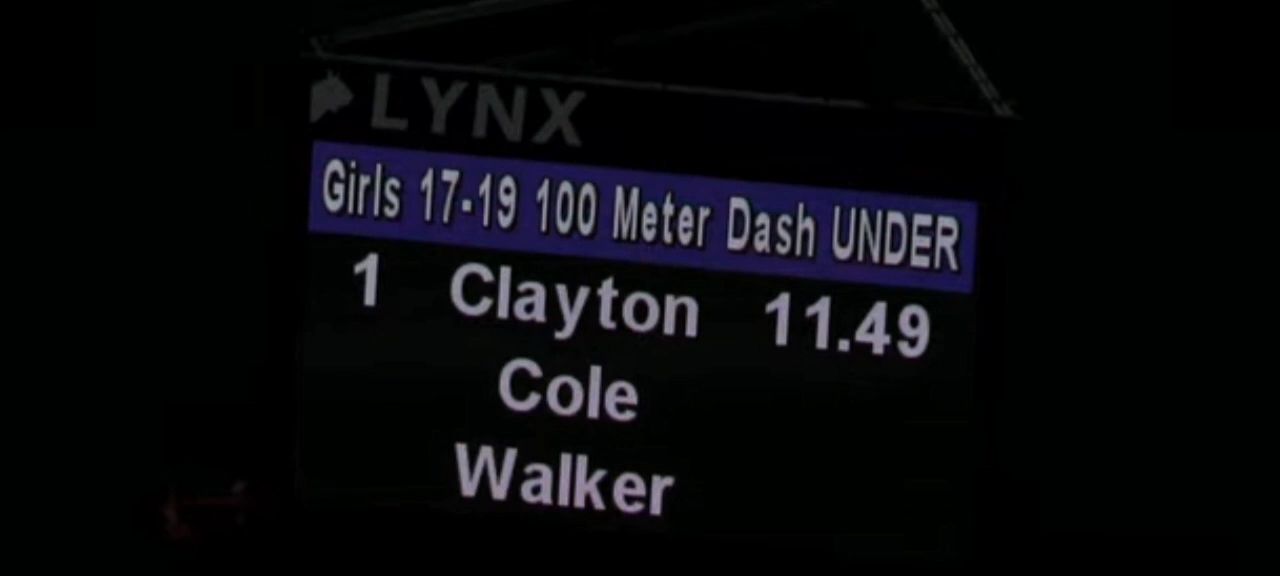 LYNX
Girls 17-19 100 Meter Dash UNDER
1 Clayton 11.49
Cole
Walker